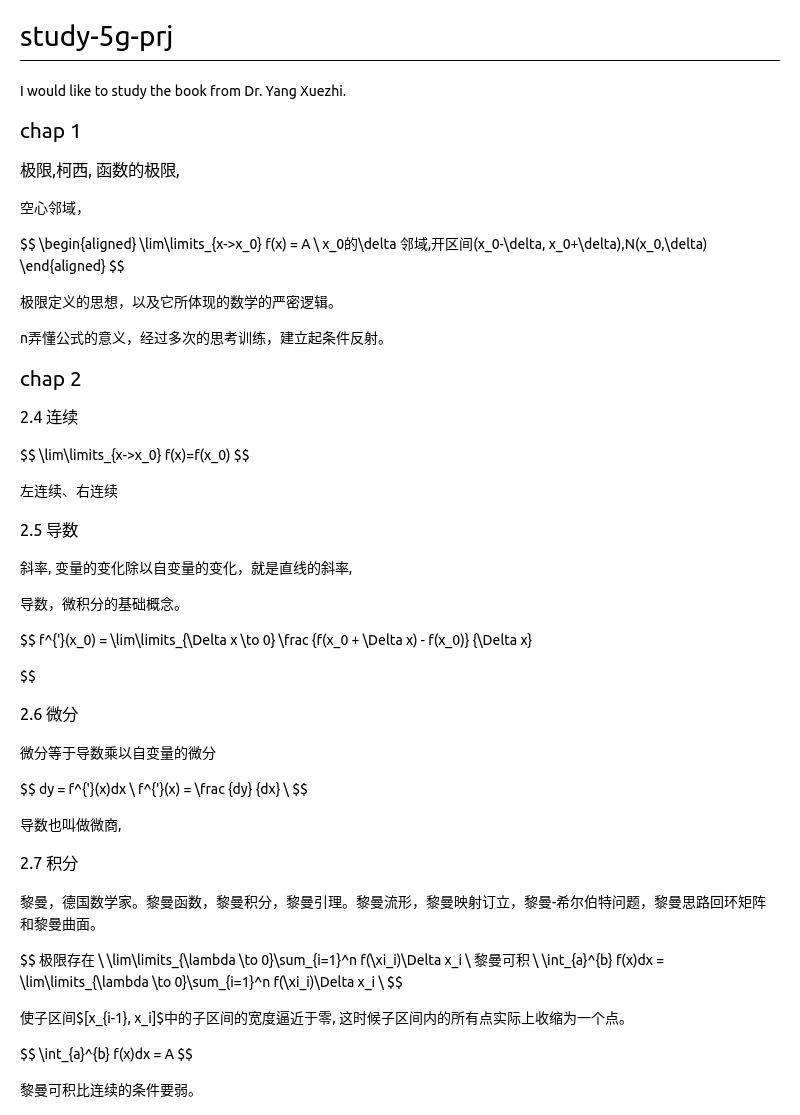 study-5g-prj
I would like to study the book from Dr. Yang Xuezhi.
chap 1
极限,柯西, 函数的极限,
空心邻域，
$$ \begin{aligned} \lim\limits_{x->x_0} f(x) = A \ x_0的\delta 邻域,开区间(x_0-\delta, x_0+\delta),N(x_0,\delta)
\end{aligned} $$
极限定义的思想，以及它所体现的数学的严密逻辑。
n弄懂公式的意义，经过多次的思考训练，建立起条件反射。
chap 2
2.4 连续
$$ \lim\limits_{x->x_0} f(x)=f(x_0) $$
左连续、右连续
2.5 导数
斜率, 变量的变化除以自变量的变化，就是直线的斜率,
导数，微积分的基础概念。
$$ f^{'}(x_0) = \lim\limits_{\Delta x \to 0} \frac {f(x_0 + \Delta x) - f(x_0)} {\Delta x}
$$
2.6 微分
微分等于导数乘以自变量的微分
$$ dy = f^{'}(x)dx \ f^{'}(x) = \frac {dy} {dx} \ $$
导数也叫做微商,
2.7 积分
黎曼，德国数学家。黎曼函数，黎曼积分，黎曼引理。黎曼流形，黎曼映射订立，黎曼-希尔伯特问题，黎曼思路回环矩阵
和黎曼曲面。
$$ 极限存在 \ \lim\limits_{\lambda \to 0}\sum_{i=1}^n f(\xi_i)\Delta x_i \ 黎曼可积 \ \int_{a}^{b} f(x)dx =
\lim\limits_{\lambda \to 0}\sum_{i=1}^n f(\xi_i)\Delta x_i \ $$
使子区间$[x_{i-1}, x_i]$中的子区间的宽度逼近于零, 这时候子区间内的所有点实际上收缩为一个点。
$$ \int_{a}^{b} f(x)dx = A $$
黎曼可积比连续的条件要弱。